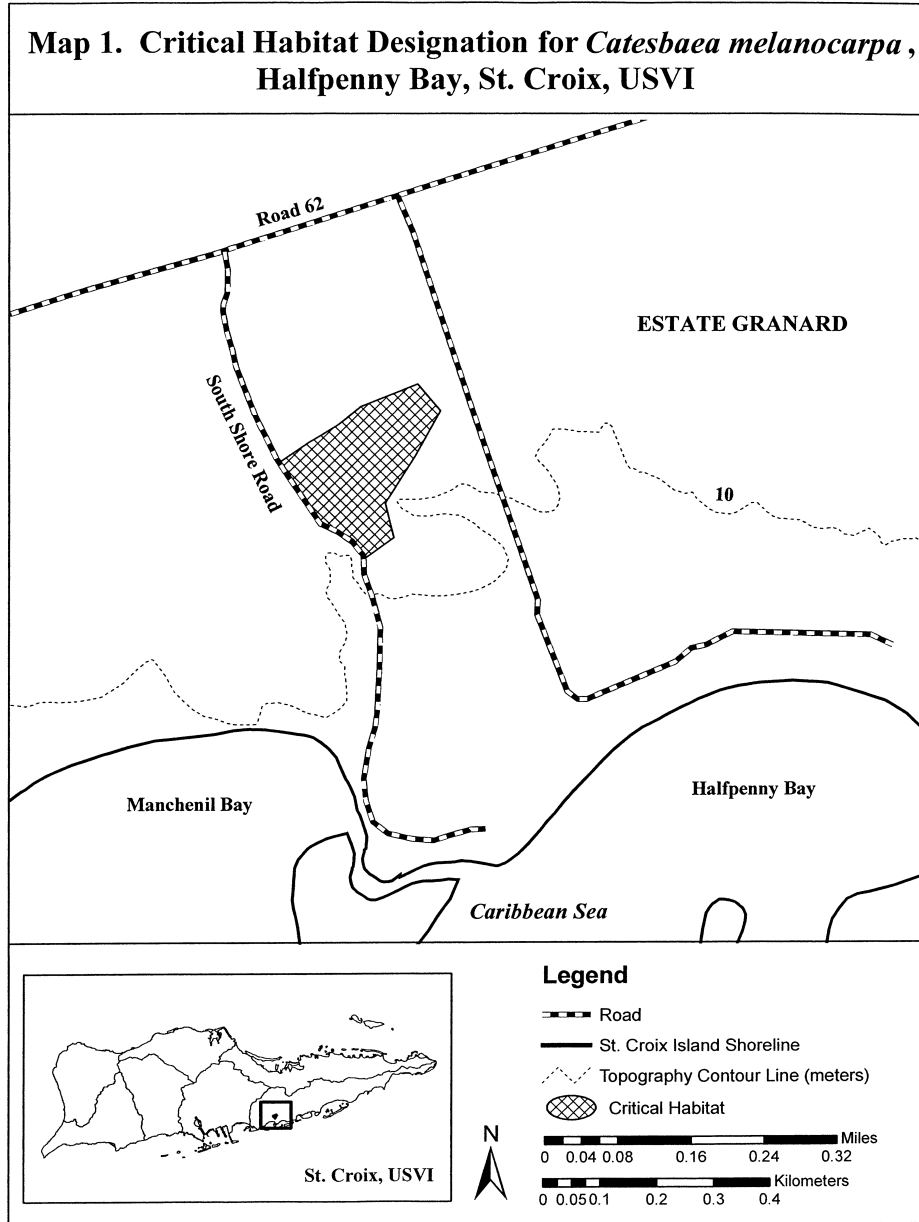 Map 1. Critical Habitat Designation for Catesbaea melanocarpa ,
Halfpenny Bay, St. Croix, USVI
Road 62
ESTATE GRANARD
South Shore Road
10
Manchenil Bay
Halfpenny Bay
Caribbean Sea
St. Croix, USVI
N
Legend
Road
St. Croix Island Shoreline
Topography Contour Line (meters)
Critical Habitat
Miles
0 0.04 0.08 0.16 0.24 0.32
Kilometers
0 0.05 0.1 0.2 0.3 0.4